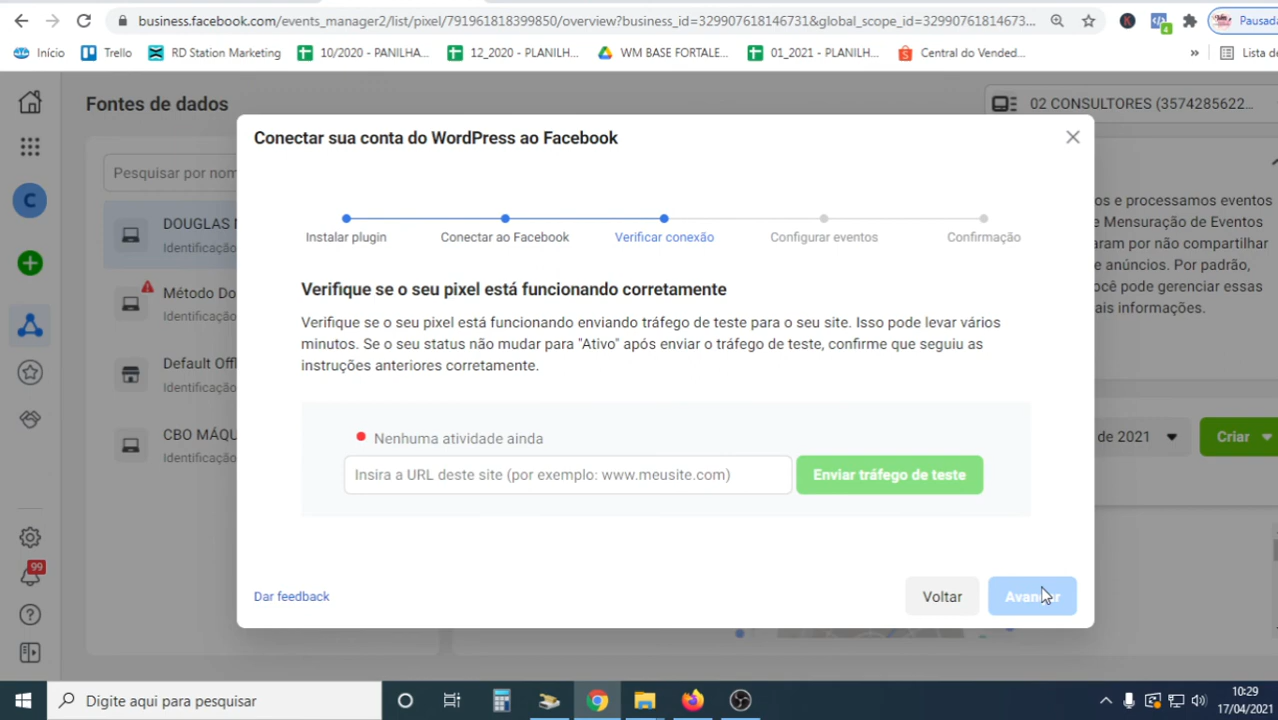 business.facebook.com/events_manager2/list/pixel/791961818399850/overview?business_id=329907618146731&global_scope_id=32990761814673...
Pausada
Início
Trello
RD Station Marketing
10/2020 - PANILHA...
12_2020 - PLANILH...
WM BASE FORTALE...
01_2021 - PLANILH...
Central do Vended...
»
Lista de
Fontes de dados
02 CONSULTORES (3574285622...
Conectar sua conta do WordPress ao Facebook
Pesquisar por nom
Instalar plugin
Conectar ao Facebook
Verificar conexão
Configurar eventos
Confirmação
C
DOUGLAS
Identificação
Método Do
Identificação
Default Offl
Identificação
CBO MÁQU
Identificação
os e processamos eventos
e Mensuração de Eventos
aram por não compartilhar
e anúncios. Por padrão,
ocê pode gerenciar essas
ais informações.
Verifique se o seu pixel está funcionando corretamente
Verifique se o seu pixel está funcionando enviando tráfego de teste para o seu site. Isso pode levar vários
minutos. Se o seu status não mudar para "Ativo" após enviar o tráfego de teste, confirme que seguiu as
instruções anteriores corretamente.
Nenhuma atividade ainda
Insira a URL deste site (por exemplo: www.meusite.com)
Enviar tráfego de teste
de 2021
Criar
99
Dar feedback
Voltar
Avançar
Digite aqui para pesquisar
10:29
17/04/2021